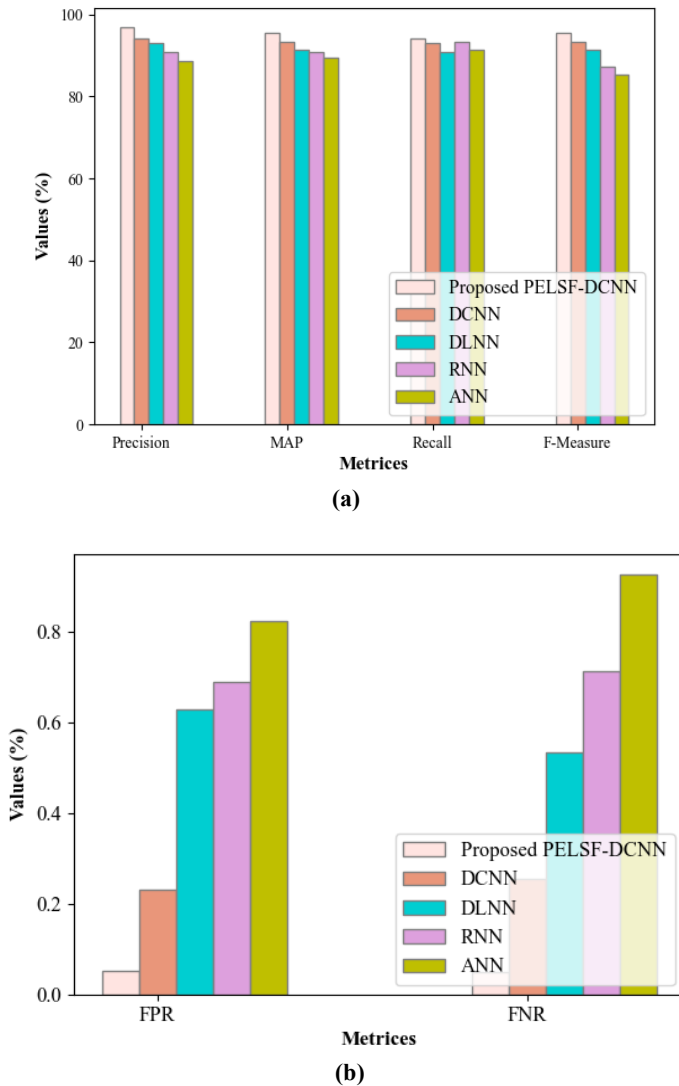 100
80
60
40
20
0
Values (%)
Proposed PELSF-DCNN
DCNN
DLNN
RNN
ANN
Precision MAP Recall F-Measure
Metrices
(a)
0.8
0.6
0.4
0.2
0.0
Values (%)
Proposed PELSF-DCNN
DCNN
DLNN
RNN
ANN
FPR FNR
Metrices
(b)